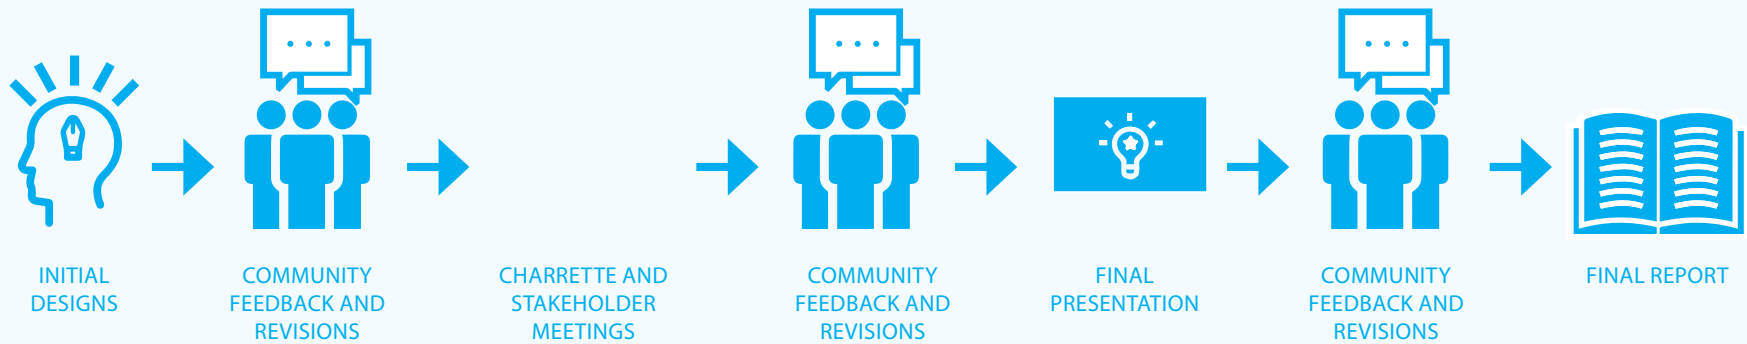 INITIAL
DESIGNS
COMMUNITY
FEEDBACK AND
REVISIONS
CHARRETTE AND
STAKEHOLDER
MEETINGS
COMMUNITY
FEEDBACK AND
REVISIONS
FINAL
PRESENTATION
COMMUNITY
FEEDBACK AND
REVISIONS
FINAL REPORT